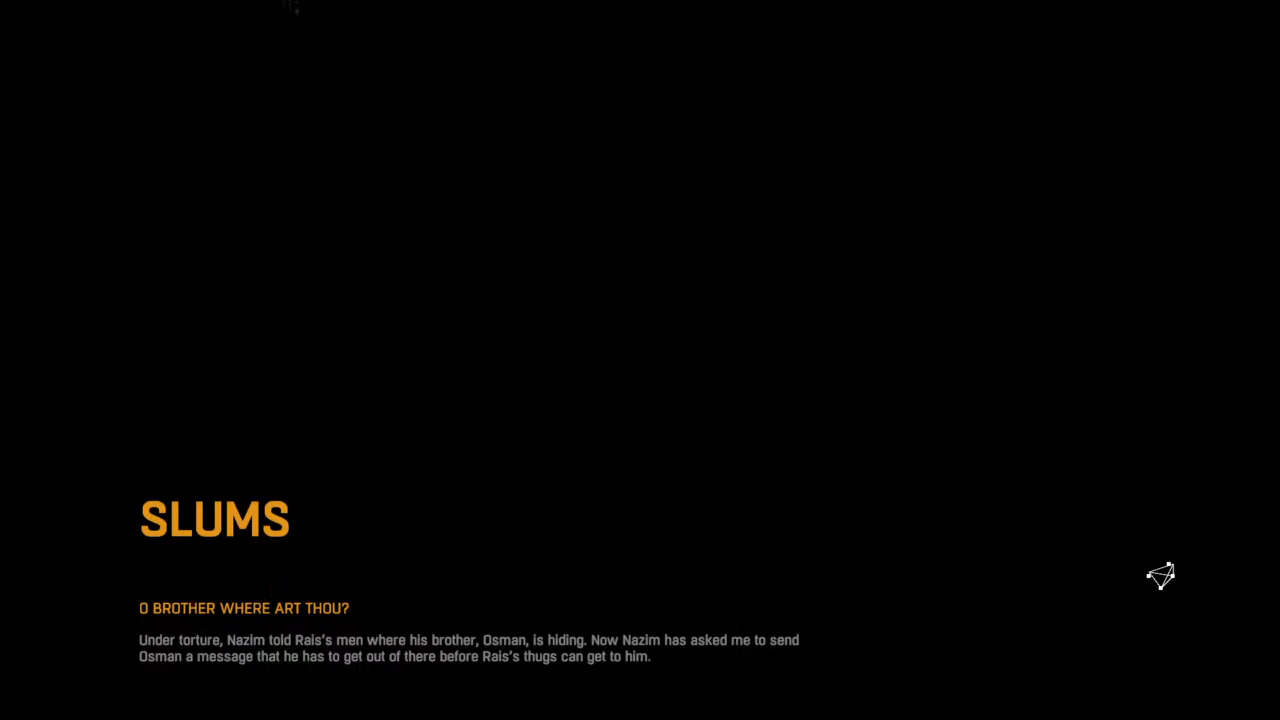 SLUMS
O BROTHER WHERE ART THOU?
Under torture, Nazim told Rais's men where his brother, Osman, is hiding. Now Nazim has asked me to send
Osman a message that he has to get out of there before Rais's thugs can get to him.